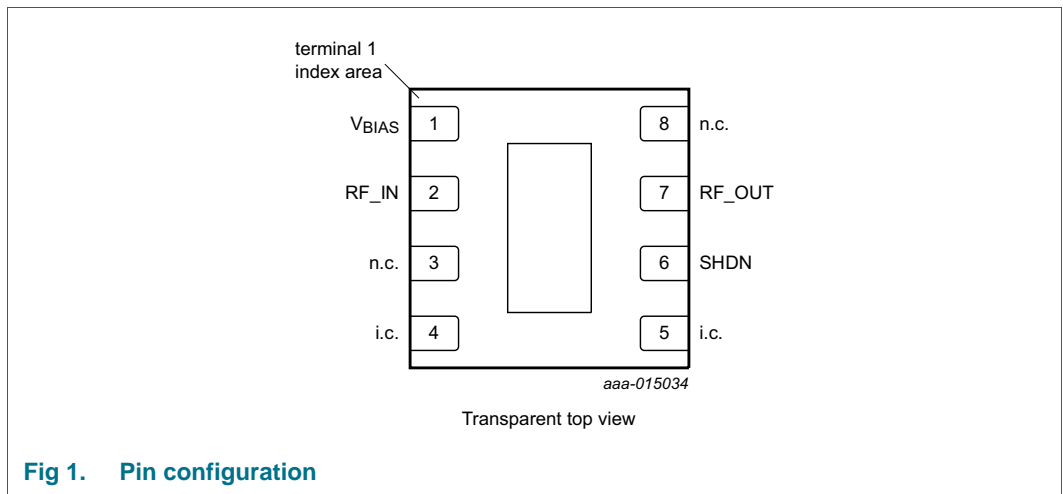 terminal 1
index area
VBIAS 1 8 n.c.
RF_IN 2 7 RF_OUT
n.c. 3 6 SHDN
i.c. 4 5 i.c.
aaa-015034
Transparent top view
Fig 1. Pin configuration